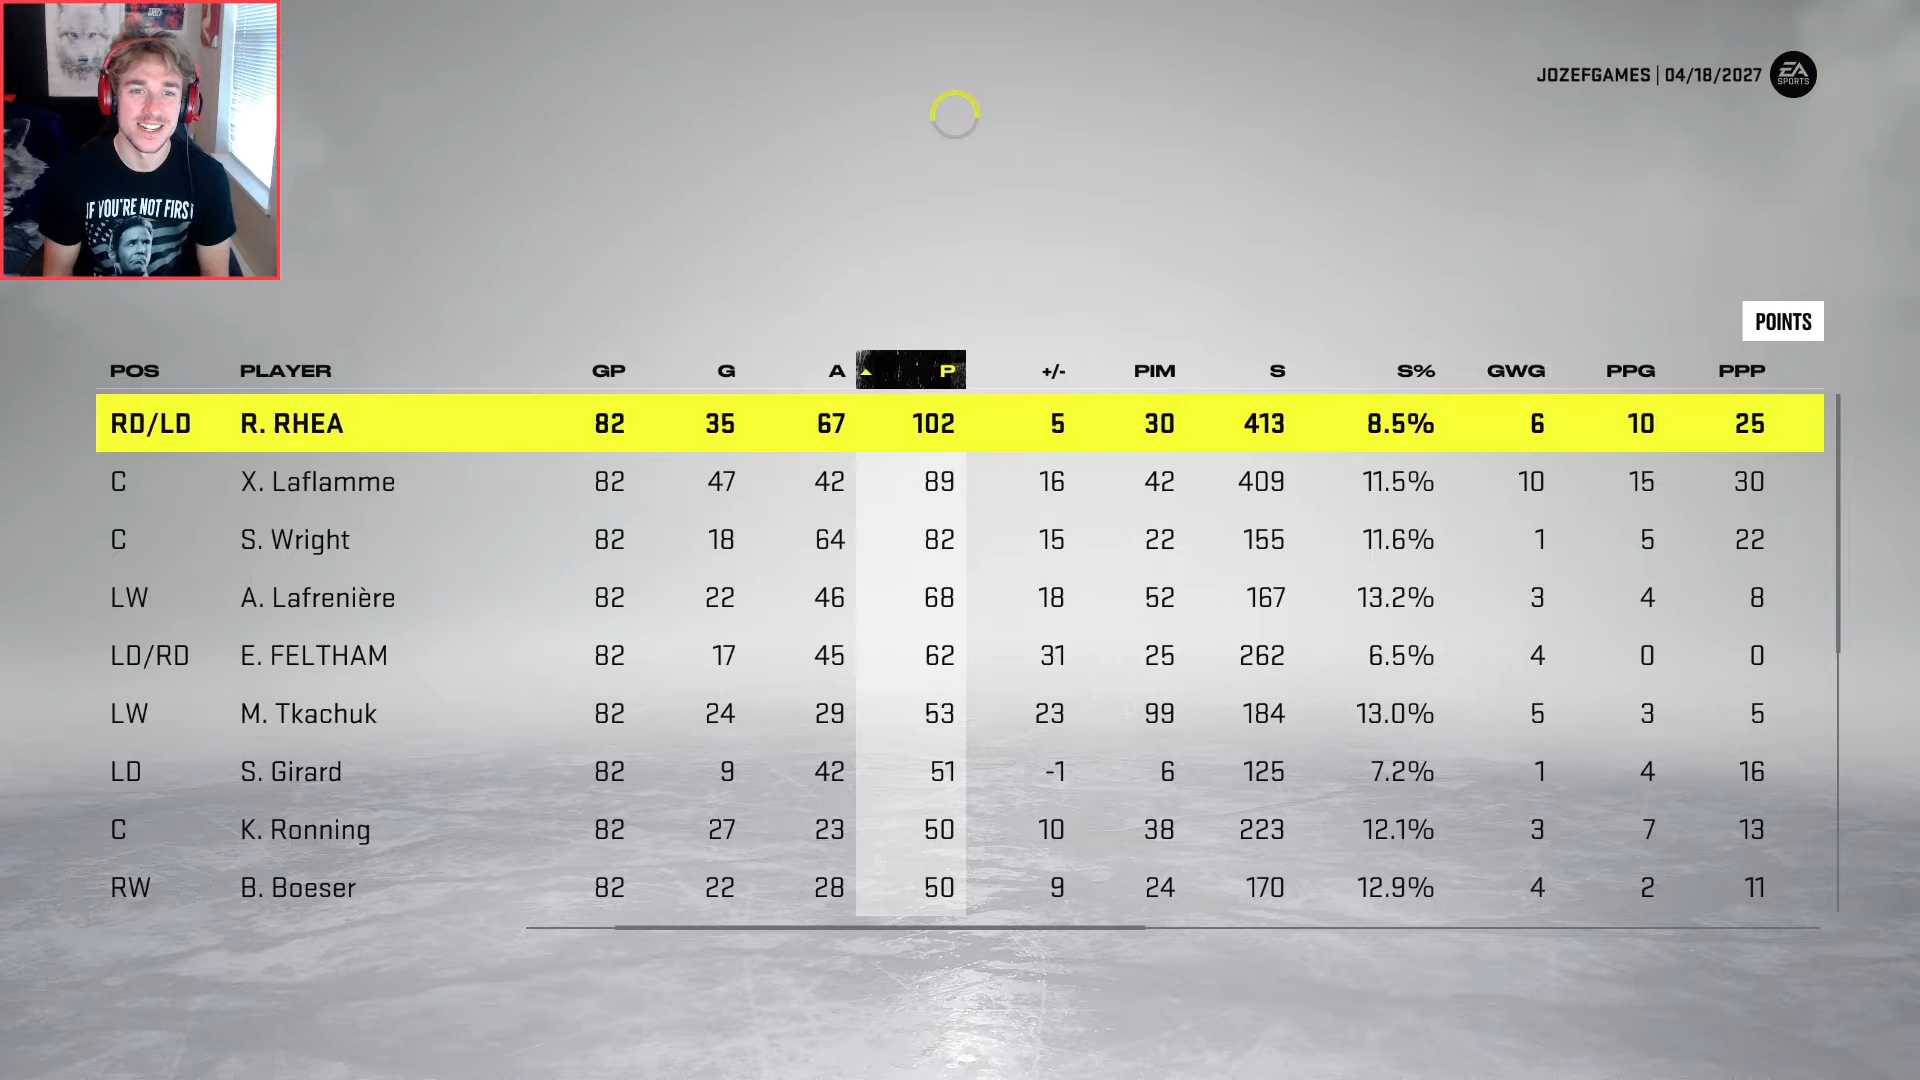 IF YOU'RE NOT FIRST
JOZEFGAMES | 04/18/2027
EA
SPORTS
POINTS
POS PLAYER GP G A P +/- PIM S S% GWG PPG PPP
RD/LD R. RHEA 82 35 67 102 5 30 413 8.5% 6 10 25
C X. Laflamme 82 47 42 89 16 42 409 11.5% 10 15 30
C S. Wright 82 18 64 82 15 22 155 11.6% 1 5 22
LW A. Lafrenière 82 22 46 68 18 52 167 13.2% 3 4 8
LD/RD E. FELTHAM 82 17 45 62 31 25 262 6.5% 4 0 0
LW M. Tkachuk 82 24 29 53 23 99 184 13.0% 5 3 5
LD S. Girard 82 9 42 51 -1 6 125 7.2% 1 4 16
C K. Ronning 82 27 23 50 10 38 223 12.1% 3 7 13
RW B. Boeser 82 22 28 50 9 24 170 12.9% 4 2 11